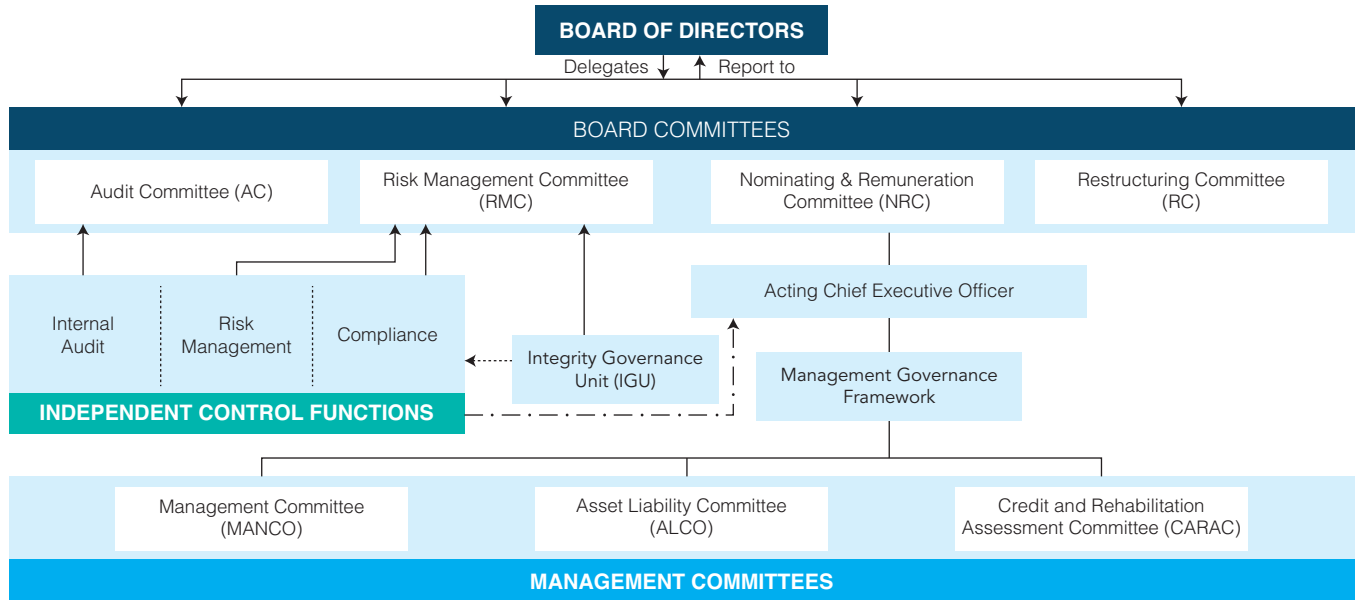 BOARD OF DIRECTORS
Delegates
Report to
BOARD COMMITTEES
Audit Committee (AC)
Risk Management Committee
(RMC)
Nominating & Remuneration
Committee (NRC)
Restructuring Committee
(RC)
Internal
Audit
Risk
Management
Compliance
Integrity Governance
Unit (IGU)
Acting Chief Executive Officer
Management Governance
Framework
INDEPENDENT CONTROL FUNCTIONS
Management Committee
(MANCO)
Asset Liability Committee
(ALCO)
Credit and Rehabilitation
Assessment Committee (CARAC)
MANAGEMENT COMMITTEES